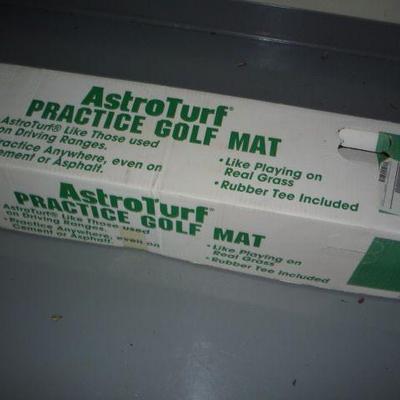 AstroTurf®
PRACTICE GOLF MAT
AstroTurf® Like Those used
on Driving Ranges.
Practice Anywhere, even on
Cement or Asphalt.
• Like Playing on
Real Grass
• Rubber Tee Included
AstroTurf®
PRACTICE GOLF MAT
AstroTurf® Like Those used
on Driving Ranges.
• Practice Anywhere, even on
Cement or Asphalt.
• Like Playing on
Real Grass
• Rubber Tee Included